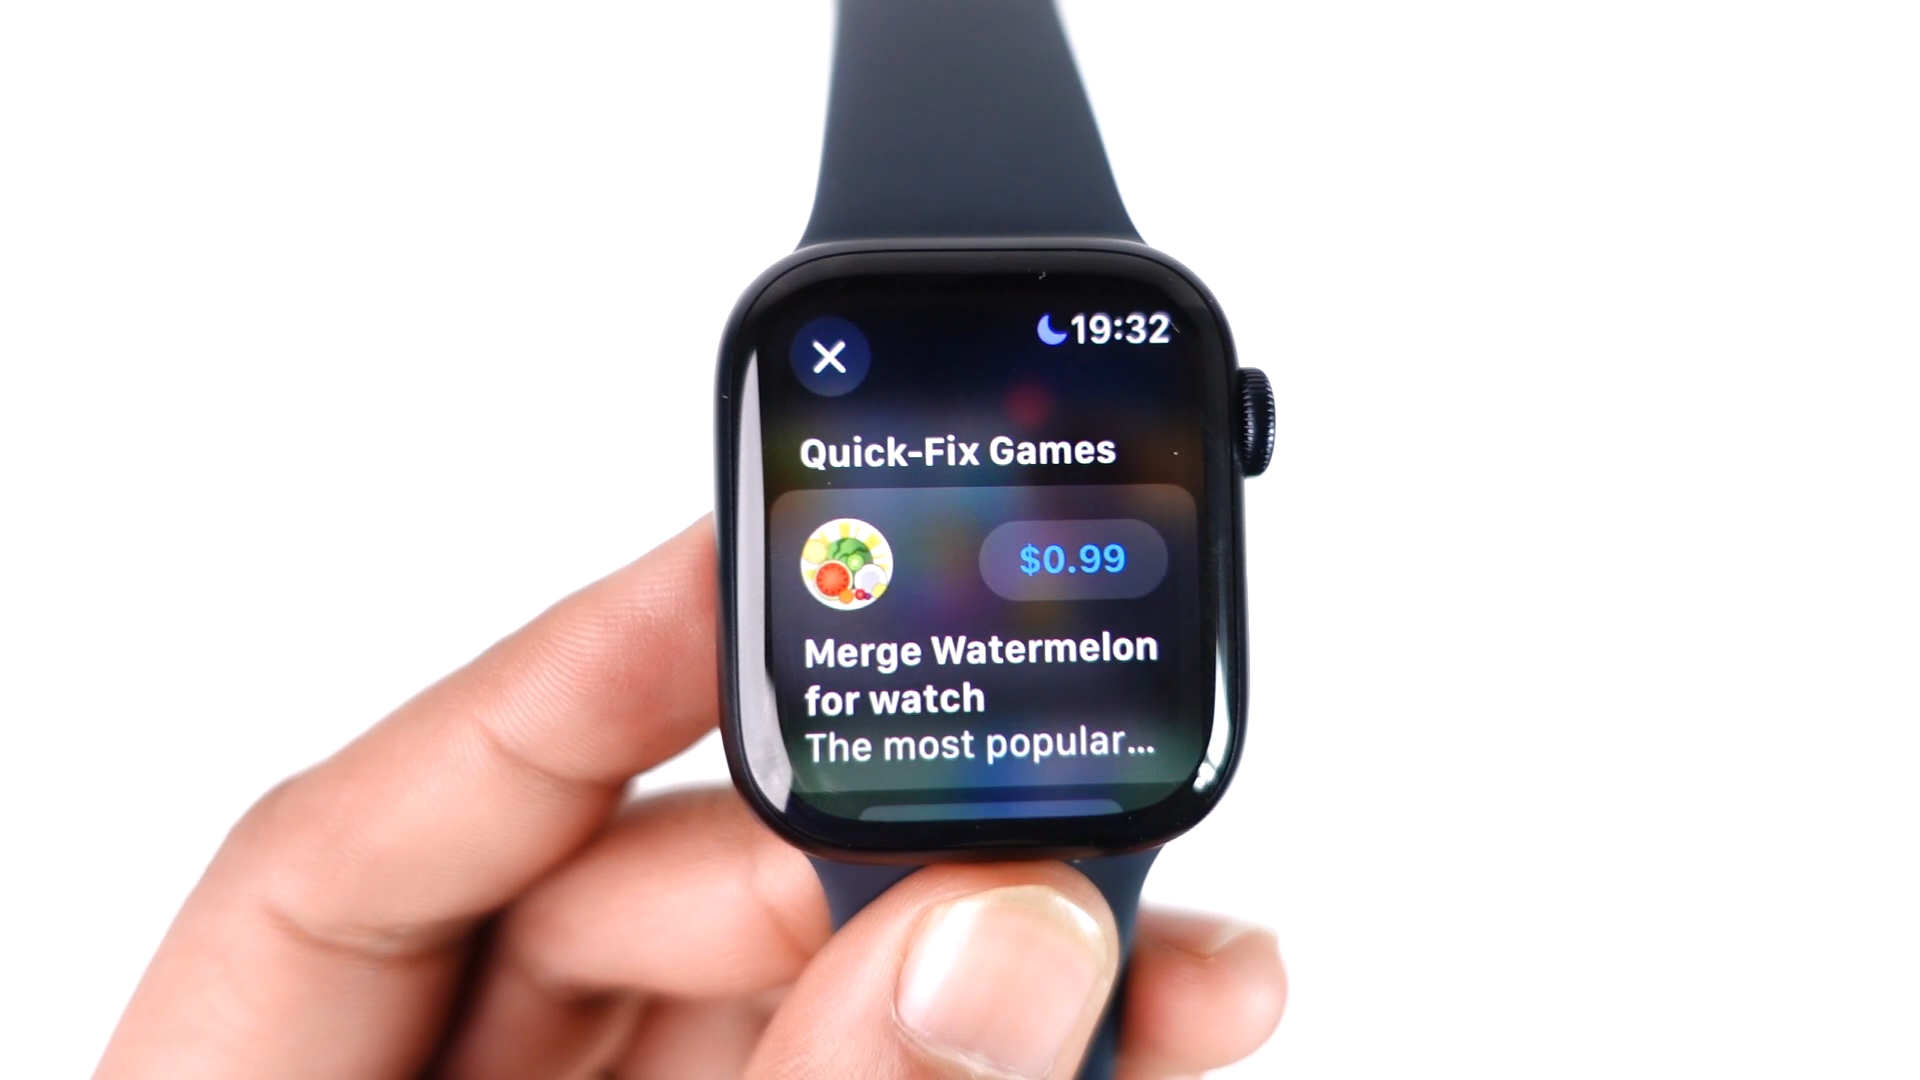 19:32
Quick-Fix Games
$0.99
Merge Watermelon
for watch
The most popular...